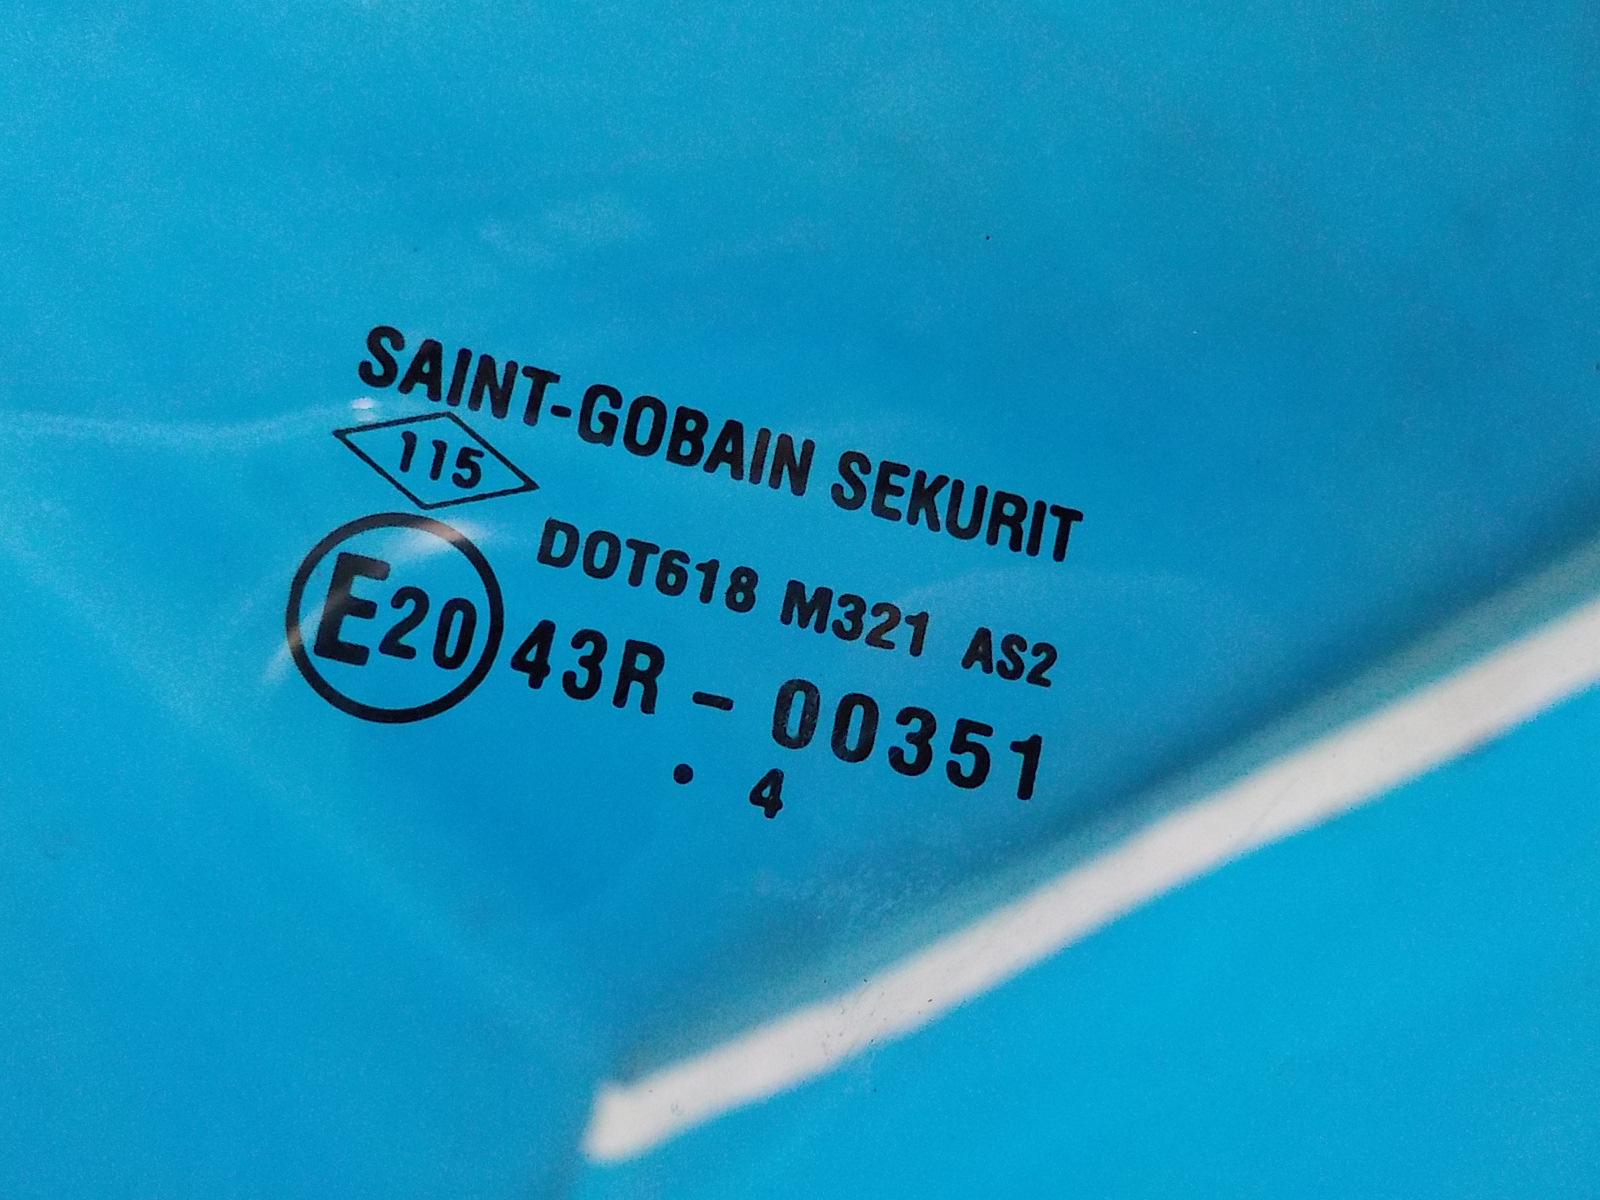 SAINT-GOBAIN SEKURIT
115
DOT618 M321 AS2
E20 43R - 00351
. 4